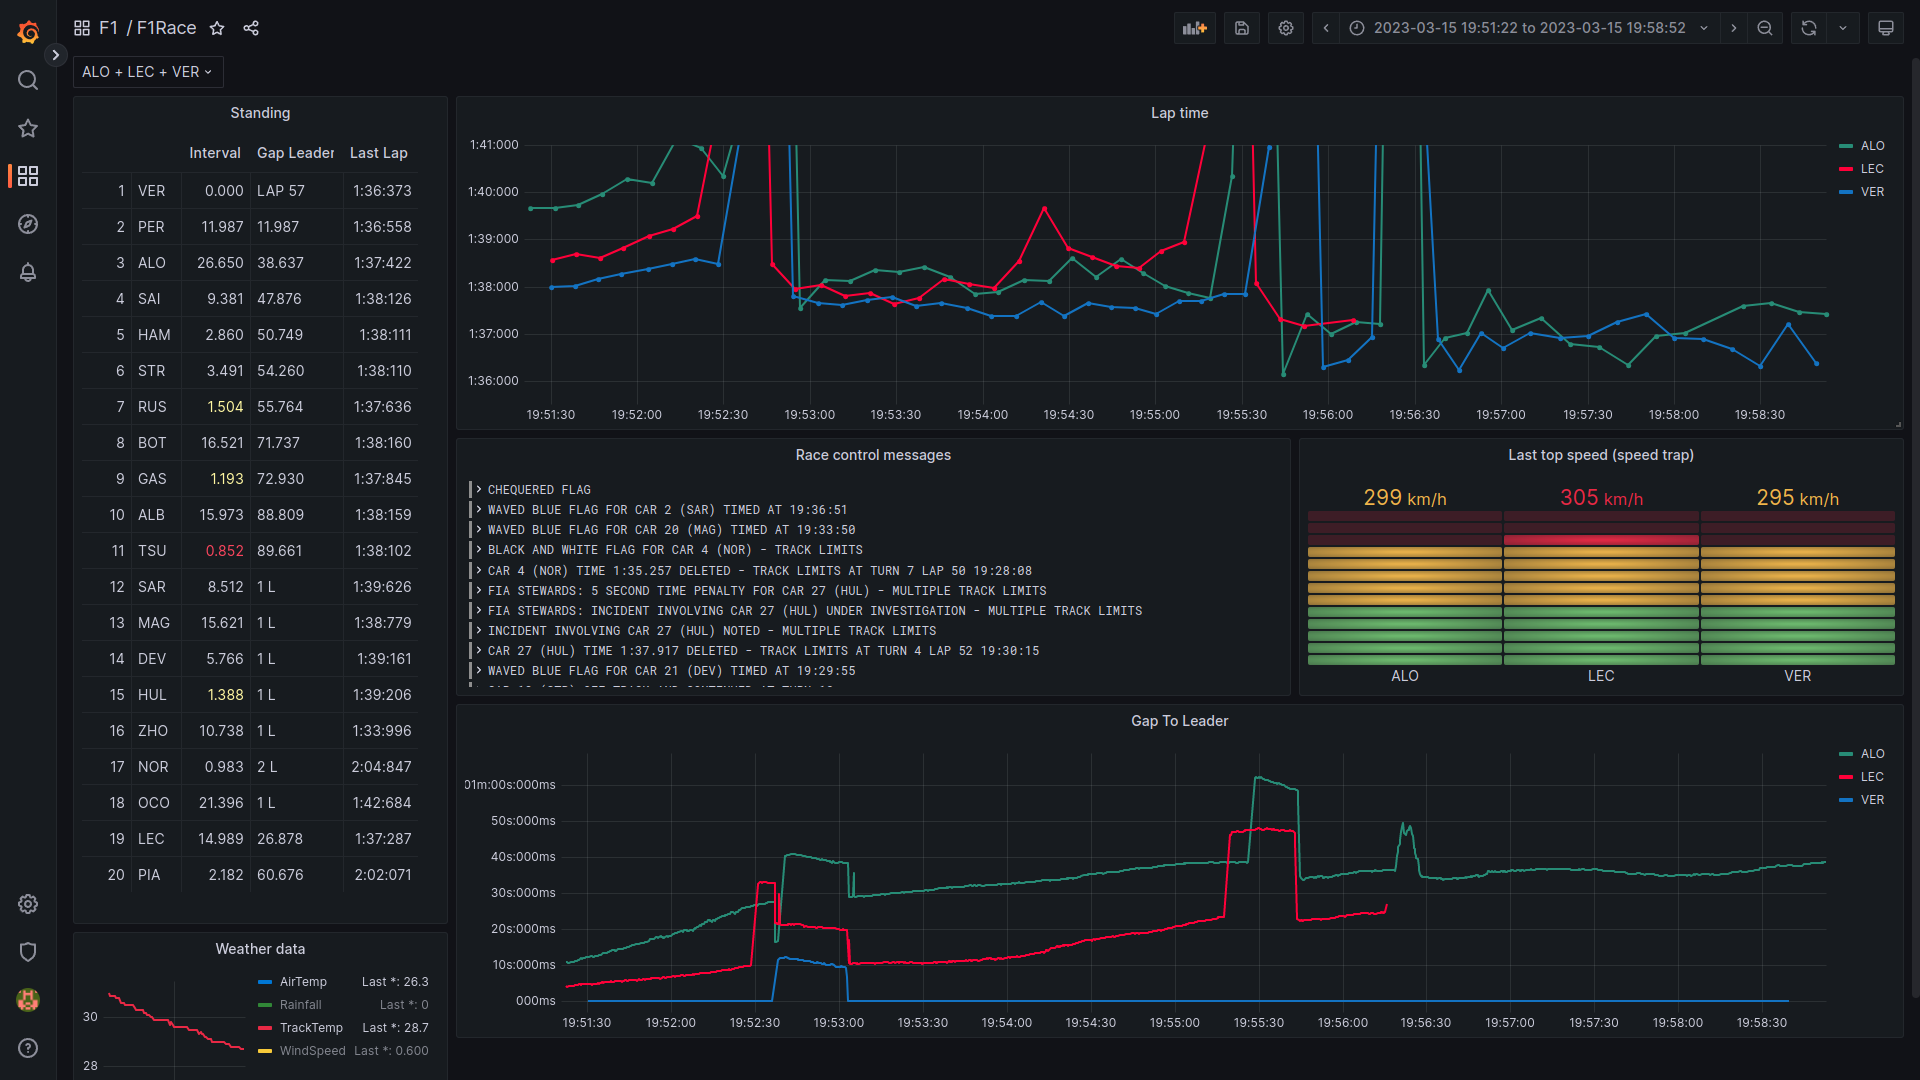 F1 / F1Race
2023-03-15 19:51:22 to 2023-03-15 19:58:52
ALO + LEC + VER
Standing
Interval Gap Leader Last Lap
1 VER 0.000 LAP 57 1:36:373
2 PER 11.987 11.987 1:36:558
3 ALO 26.650 38.637 1:37:422
4 SAI 9.381 47.876 1:38:126
5 HAM 2.860 50.749 1:38:111
6 STR 3.491 54.260 1:38:110
7 RUS 1.504 55.764 1:37:636
8 BOT 16.521 71.737 1:38:160
9 GAS 1.193 72.930 1:37:845
10 ALB 15.973 88.809 1:38:159
11 TSU 0.852 89.661 1:38:102
12 SAR 8.512 1 L 1:39:626
13 MAG 15.621 1 L 1:38:779
14 DEV 5.766 1 L 1:39:161
15 HUL 1.388 1 L 1:39:206
16 ZHO 10.738 1 L 1:33:996
17 NOR 0.983 2 L 2:04:847
18 OCO 21.396 1 L 1:42:684
19 LEC 14.989 26.878 1:37:287
20 PIA 2.182 60.676 2:02:071
Weather data
30
28
AirTemp Last *: 26.3
Rainfall Last *: 0
TrackTemp Last *: 28.7
WindSpeed Last *: 0.600
Lap time
1:41:000
1:40:000
1:39:000
1:38:000
1:37:000
1:36:000
19:51:30 19:52:00 19:52:30 19:53:00 19:53:30 19:54:00 19:54:30 19:55:00 19:55:30 19:56:00 19:56:30 19:57:00 19:57:30 19:58:00 19:58:30
ALO
LEC
VER
Race control messages
CHEQUERED FLAG
WAVED BLUE FLAG FOR CAR 2 (SAR) TIMED AT 19:36:51
WAVED BLUE FLAG FOR CAR 20 (MAG) TIMED AT 19:33:50
BLACK AND WHITE FLAG FOR CAR 4 (NOR) - TRACK LIMITS
CAR 4 (NOR) TIME 1:35.257 DELETED - TRACK LIMITS AT TURN 7 LAP 50 19:28:08
FIA STEWARDS: 5 SECOND TIME PENALTY FOR CAR 27 (HUL) - MULTIPLE TRACK LIMITS
FIA STEWARDS: INCIDENT INVOLVING CAR 27 (HUL) UNDER INVESTIGATION - MULTIPLE TRACK LIMITS
INCIDENT INVOLVING CAR 27 (HUL) NOTED - MULTIPLE TRACK LIMITS
CAR 27 (HUL) TIME 1:37.917 DELETED - TRACK LIMITS AT TURN 4 LAP 52 19:30:15
WAVED BLUE FLAG FOR CAR 21 (DEV) TIMED AT 19:29:55
Last top speed (speed trap)
299 km/h 305 km/h 295 km/h
ALO LEC VER
Gap To Leader
01m:00s:000ms
50s:000ms
40s:000ms
30s:000ms
20s:000ms
10s:000ms
000ms
19:51:30 19:52:00 19:52:30 19:53:00 19:53:30 19:54:00 19:54:30 19:55:00 19:55:30 19:56:00 19:56:30 19:57:00 19:57:30 19:58:00 19:58:30
ALO
LEC
VER